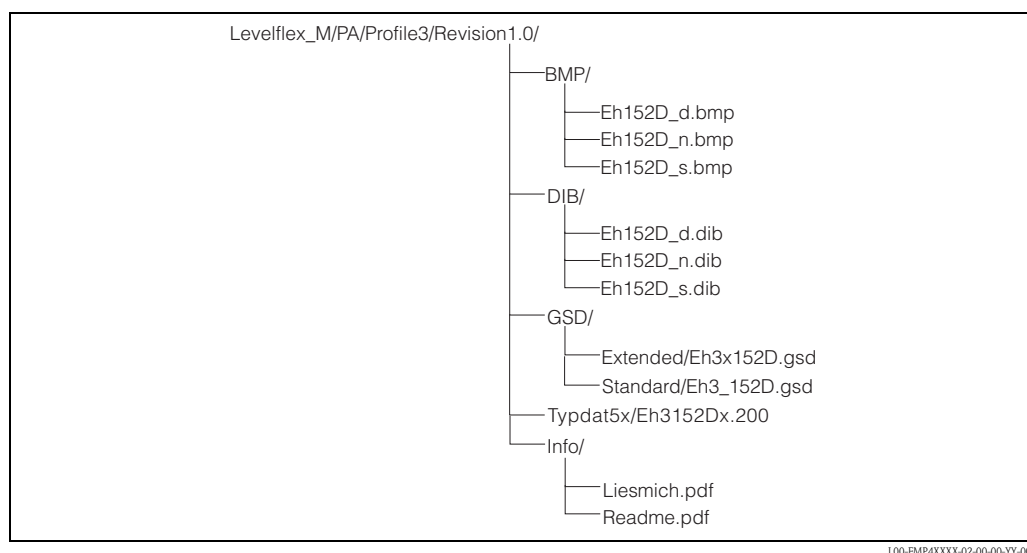 Levelflex_M/PA/Profile3/Revision1.0/
BMP/
Eh152D_d.bmp
Eh152D_n.bmp
Eh152D_s.bmp
DIB/
Eh152D_d.dib
Eh152D_n.dib
Eh152D_s.dib
GSD/
Extended/Eh3x152D.gsd
Standard/Eh3_152D.gsd
Typdat5x/Eh3152Dx.200
Info/
Liesmich.pdf
Readme.pdf